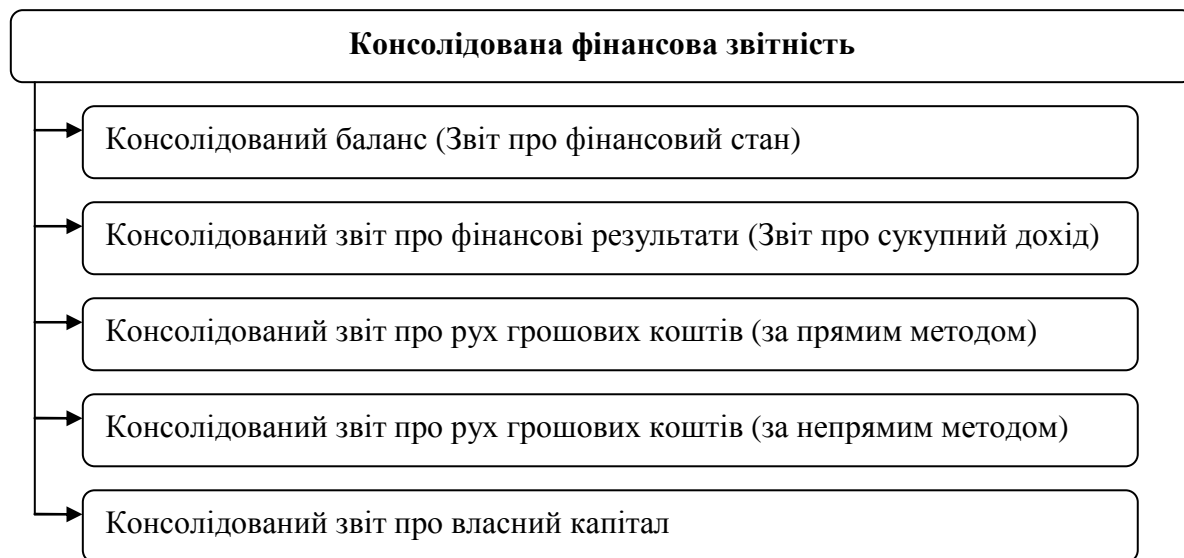 Консолідована фінансова звітність
Консолідований баланс (Звіт про фінансовий стан)
Консолідований звіт про фінансові результати (Звіт про сукупний дохід)
Консолідований звіт про рух грошових коштів (за прямим методом)
Консолідований звіт про рух грошових коштів (за непрямим методом)
Консолідований звіт про власний капітал